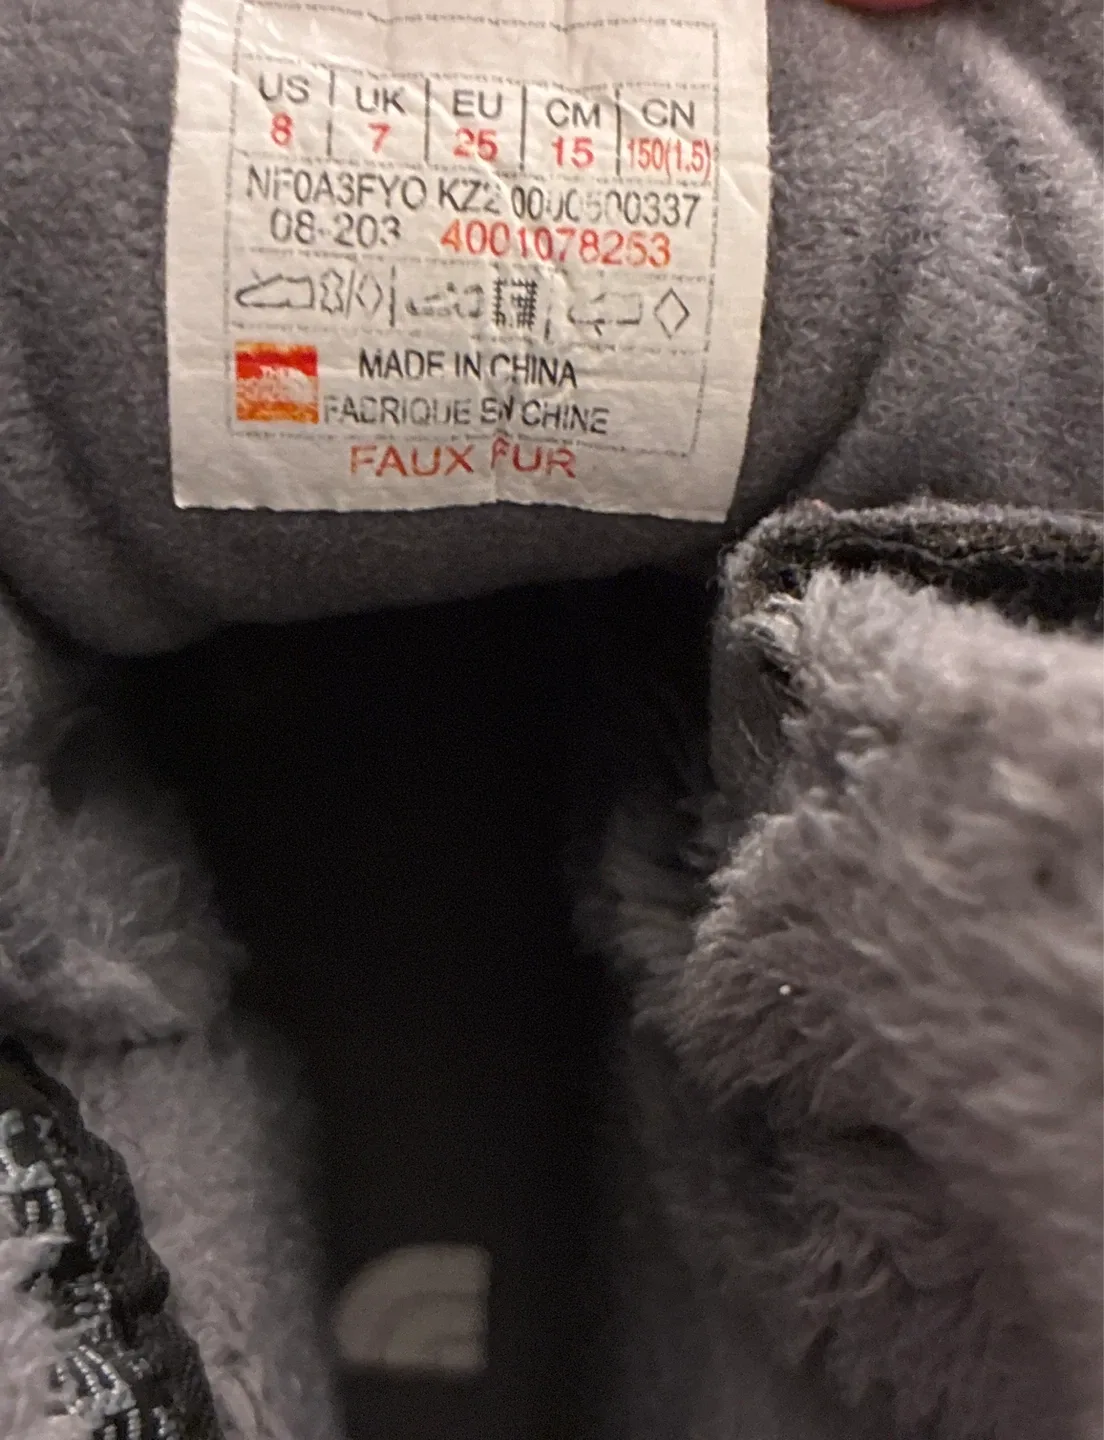 US UK EU CM CN
8 7 25 15 150(1.5)
NF0A3FYO KZ2 0000500337
08-203 4001078253
MADE IN CHINA
FABRIQUE EN CHINE
FAUX FUR